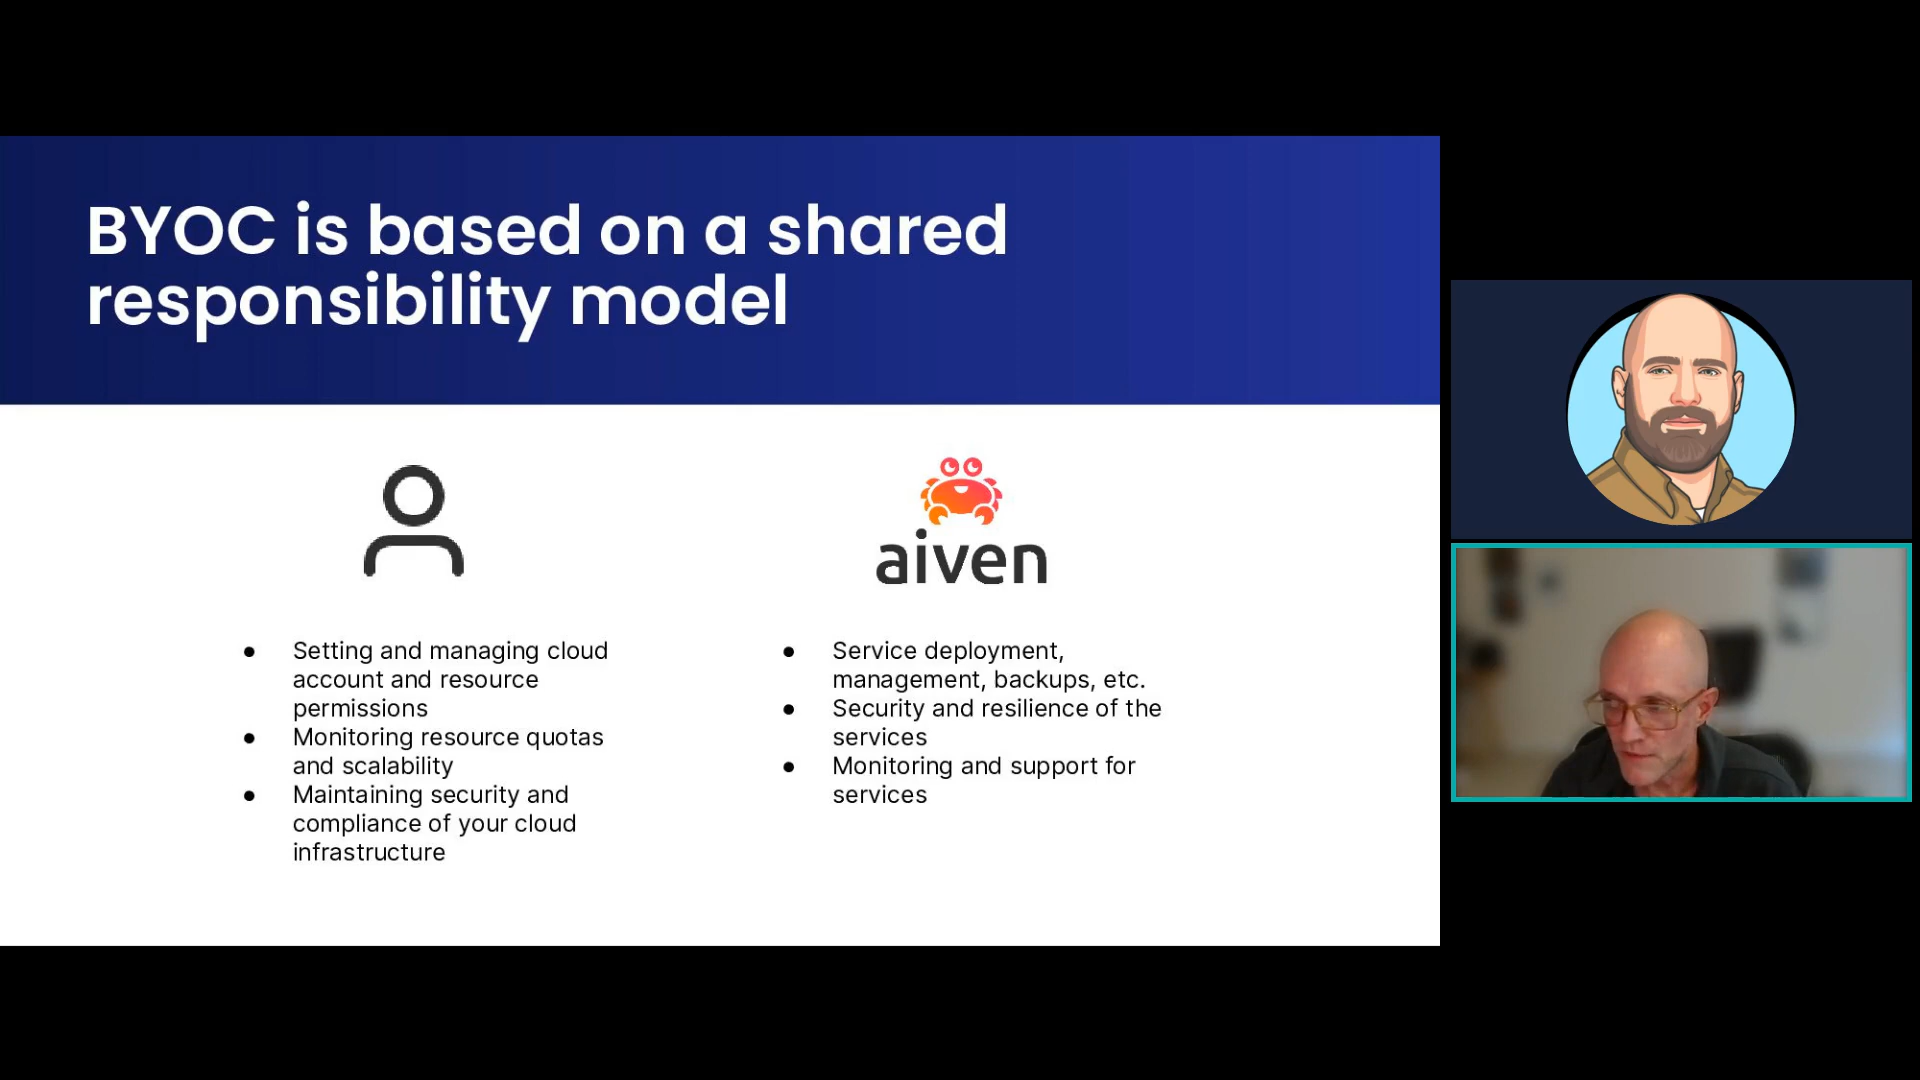 BYOC is based on a shared
responsibility model
aiven
● Setting and managing cloud
account and resource
permissions
● Monitoring resource quotas
and scalability
● Maintaining security and
compliance of your cloud
infrastructure
● Service deployment,
management, backups, etc.
● Security and resilience of the
services
● Monitoring and support for
services